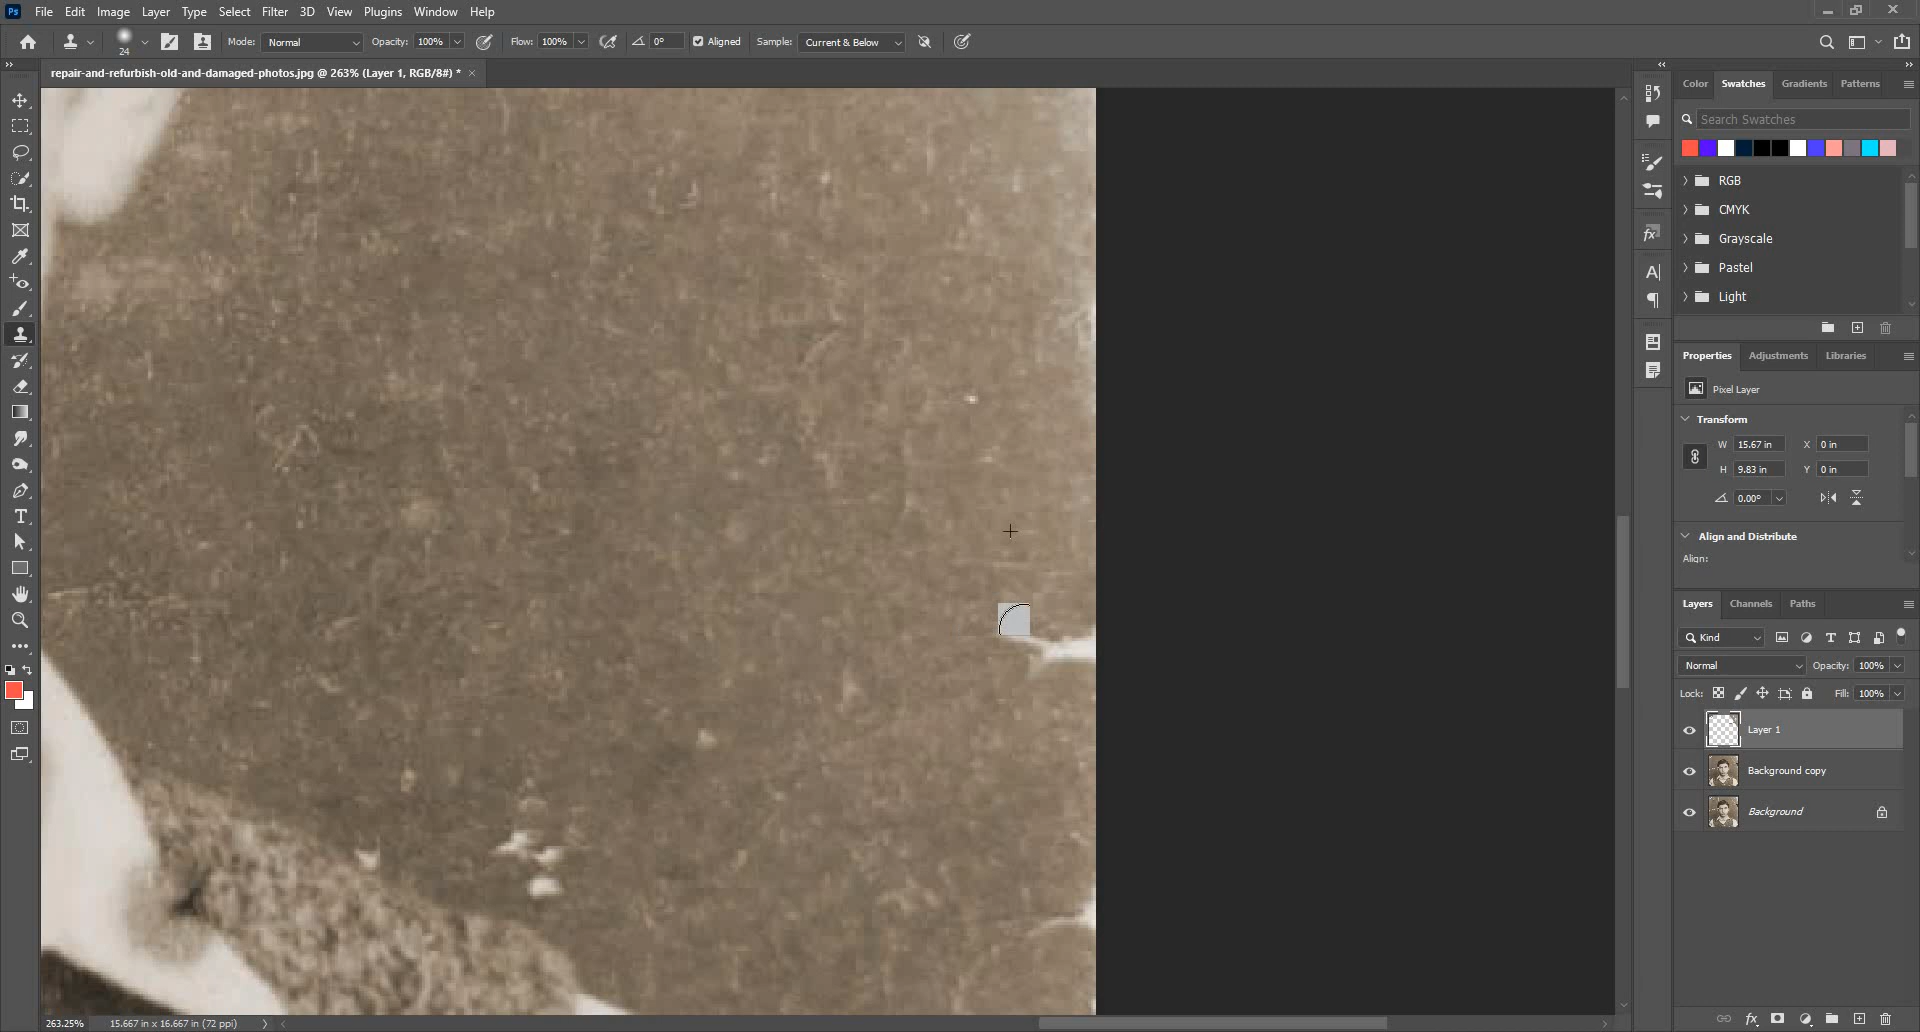 Ps File Edit Image Layer Type Select Filter 3D View Plugins Window Help
24 Mode: Normal Opacity: 100% Flow: 100% 0° Aligned Sample: Current & Below
repair-and-refurbish-old-and-damaged-photos.jpg @ 263% (Layer 1, RGB/8#) * ×
Color Swatches Gradients Patterns
Search Swatches
RGB
CMYK
Grayscale
Pastel
Light
Properties Adjustments Libraries
Pixel Layer
Transform
W 15.67 in X 0 in
H 9.83 in Y 0 in
0.00°
Align and Distribute
Align:
Layers Channels Paths
Kind
Normal Opacity: 100%
Lock: Fill: 100%
Layer 1
Background copy
Background
fx
263.25% 15.667 in x 16.667 in (72 ppi)